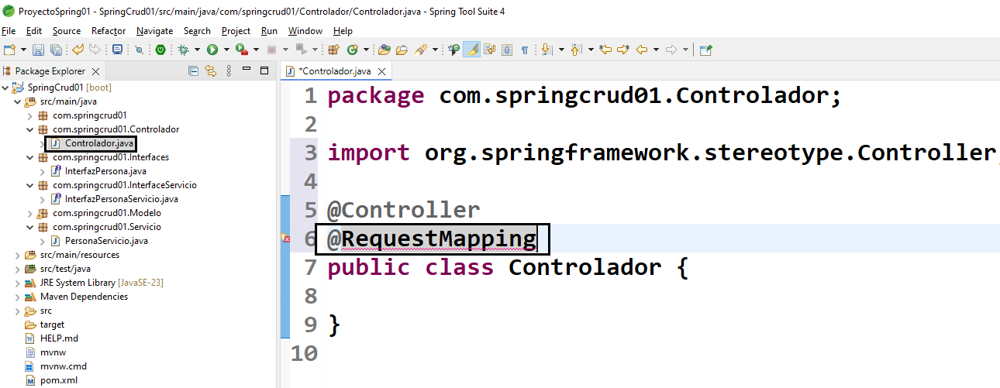 ProyectoSpring01 - SpringCrud01/src/main/java/com/springcrud01/Controlador/Controlador.java - Spring Tool Suite 4
File Edit Source Refactor Navigate Search Project Run Window Help
Package Explorer
SpringCrud01 [boot]
src/main/java
com.springcrud01
com.springcrud01.Controlador
Controlador.java
com.springcrud01.Interfaces
InterfazPersona.java
com.springcrud01.InterfaceServicio
InterfazPersonaServicio.java
com.springcrud01.Modelo
com.springcrud01.Servicio
PersonaServicio.java
src/main/resources
src/test/java
JRE System Library [JavaSE-23]
Maven Dependencies
src
target
HELP.md
mvnw
mvnw.cmd
pom.xml
*Controlador.java
1 package com.springcrud01.Controlador;
2
3 import org.springframework.stereotype.Controller;
4
5 @Controller
6 @RequestMapping
7 public class Controlador {
8
9 }
10